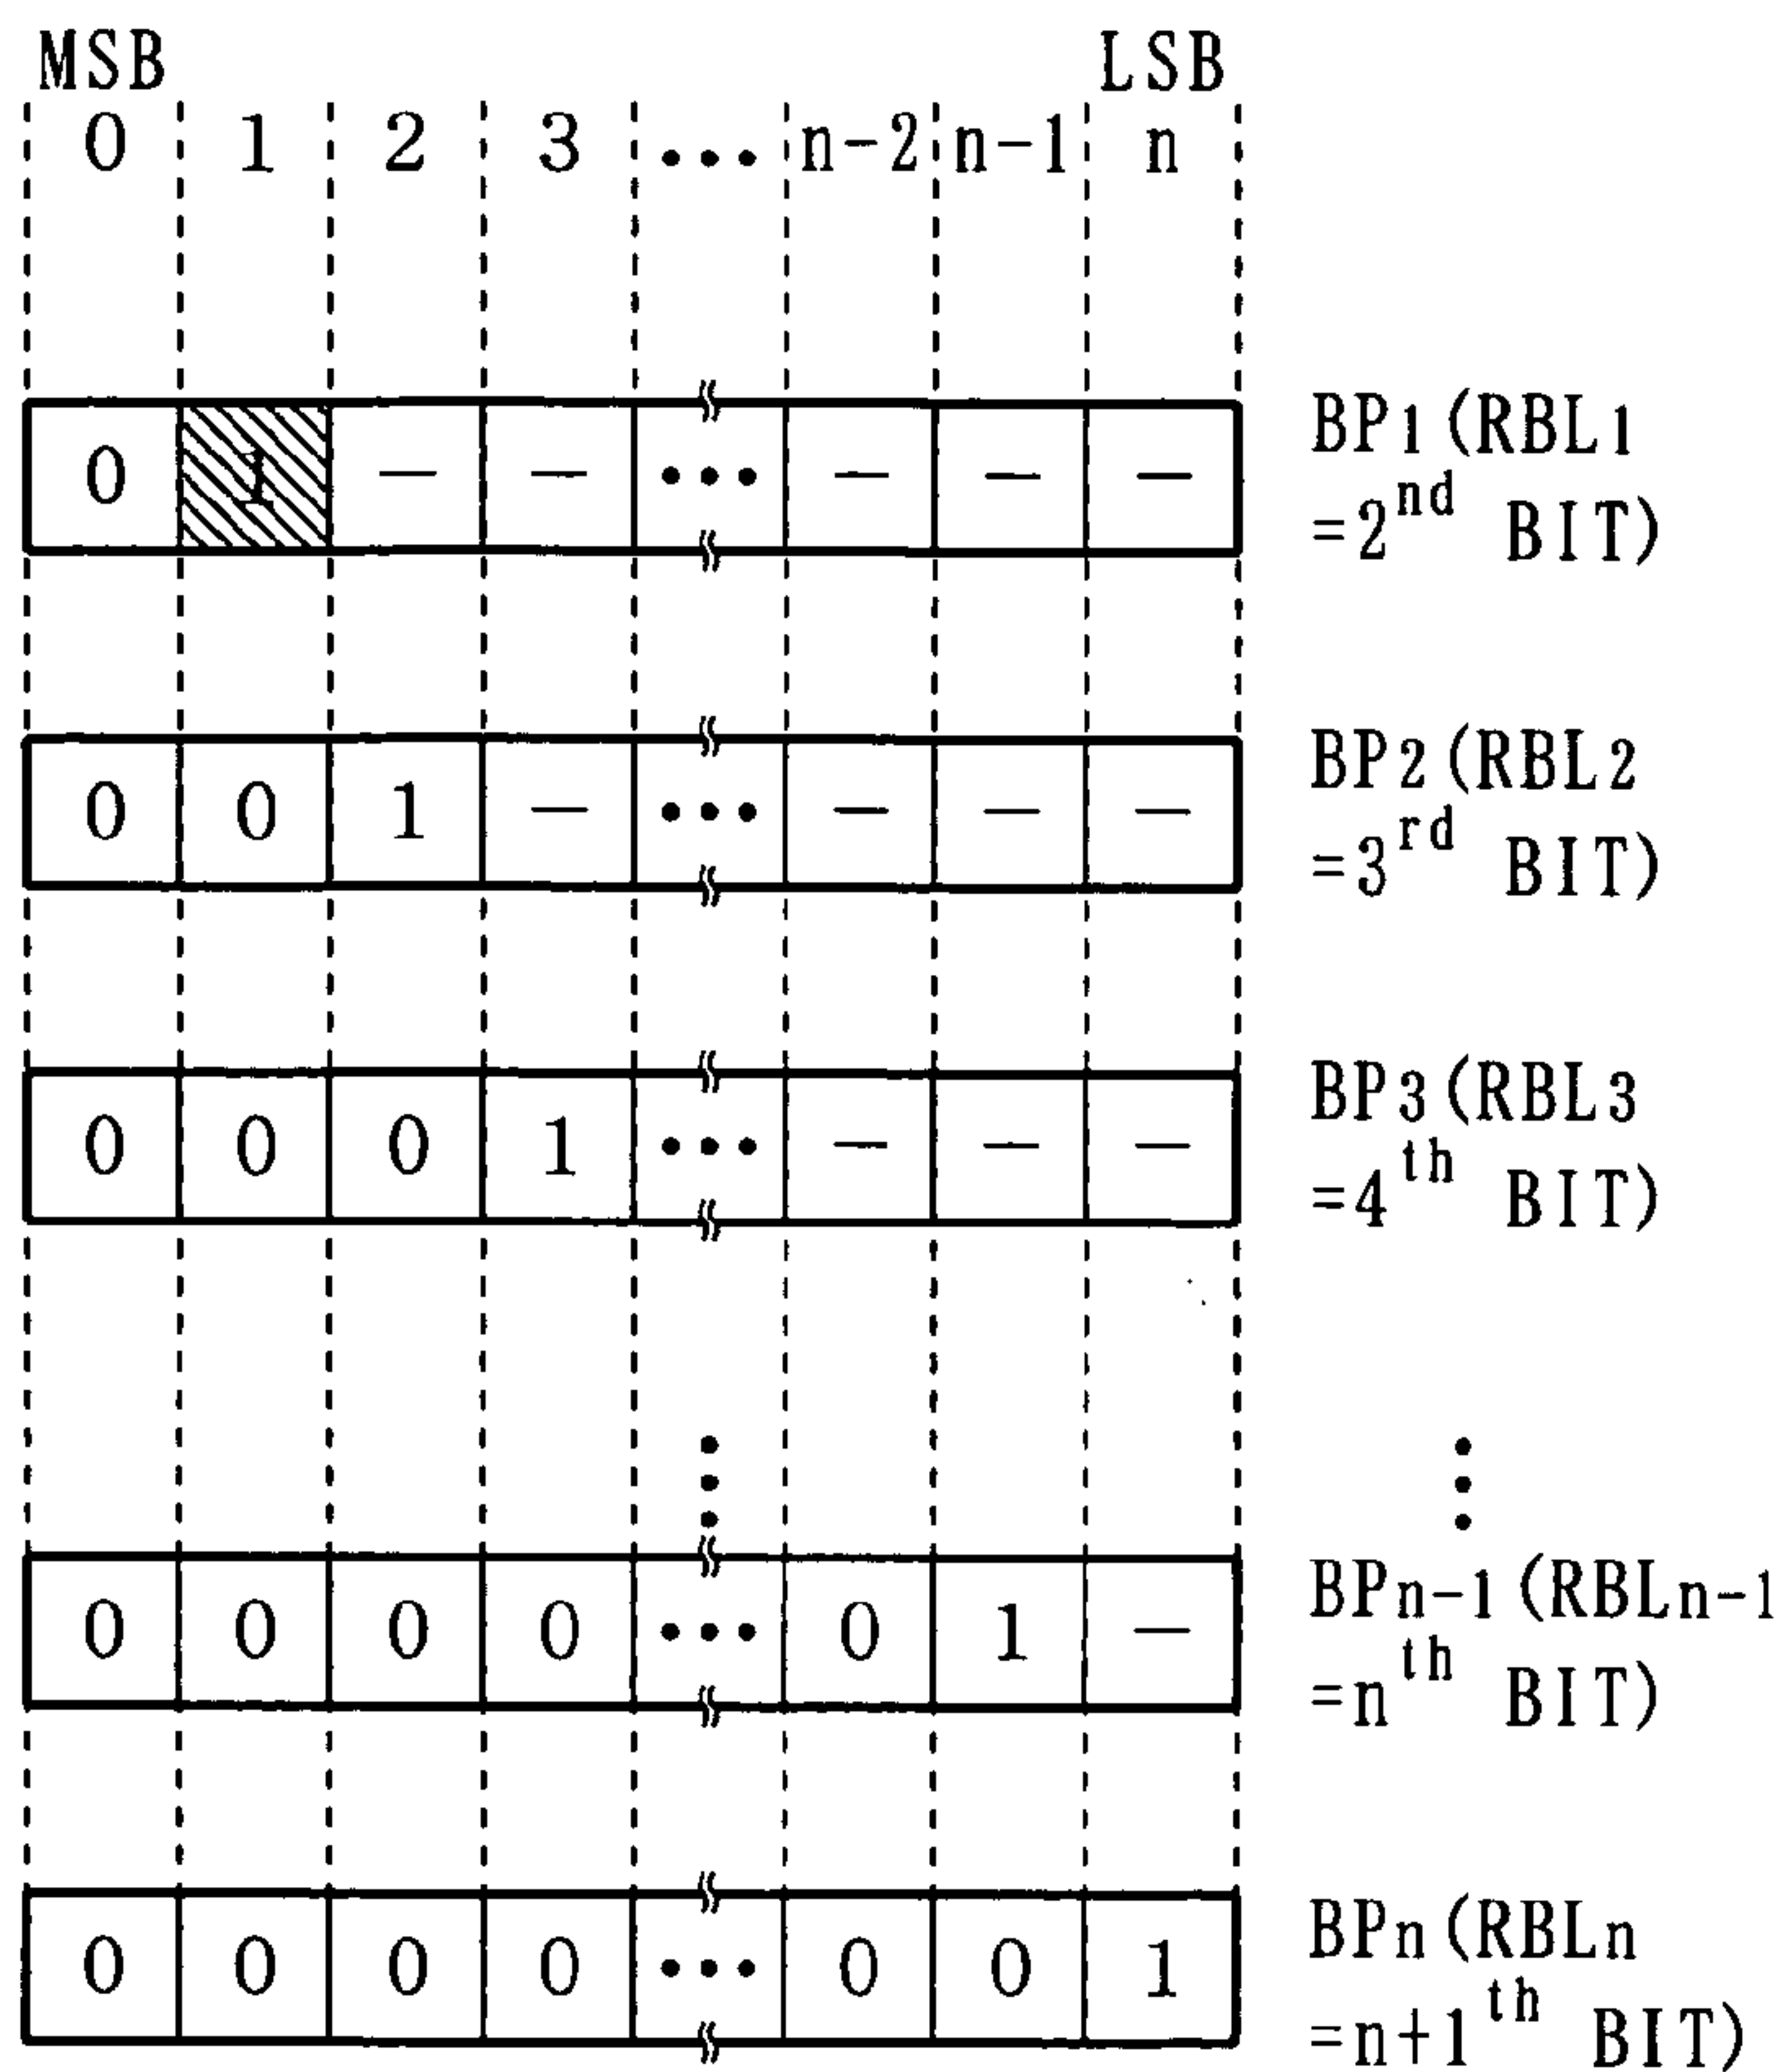 MSB LSB
0 1 2 3 ••• n-2 n-1 n
0 1 — — ••• — — — BP1(RBL1
=2nd BIT)
0 0 1 — ••• — — — BP2(RBL2
=3rd BIT)
0 0 0 1 ••• — — — BP3(RBL3
=4th BIT)
0 0 0 0 ••• 0 1 — BPn-1(RBLn-1
=nth BIT)
0 0 0 0 ••• 0 0 1 BPn(RBLn
=n+1th BIT)